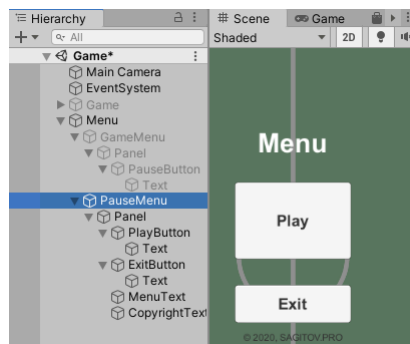 Hierarchy
All
Game*
Main Camera
EventSystem
Game
Menu
GameMenu
Panel
PauseButton
Text
PauseMenu
Panel
PlayButton
Text
ExitButton
Text
MenuText
CopyrightText
Scene
Game
Shaded
2D
Menu
Play
Exit
© 2020, SAGITOV.PRO